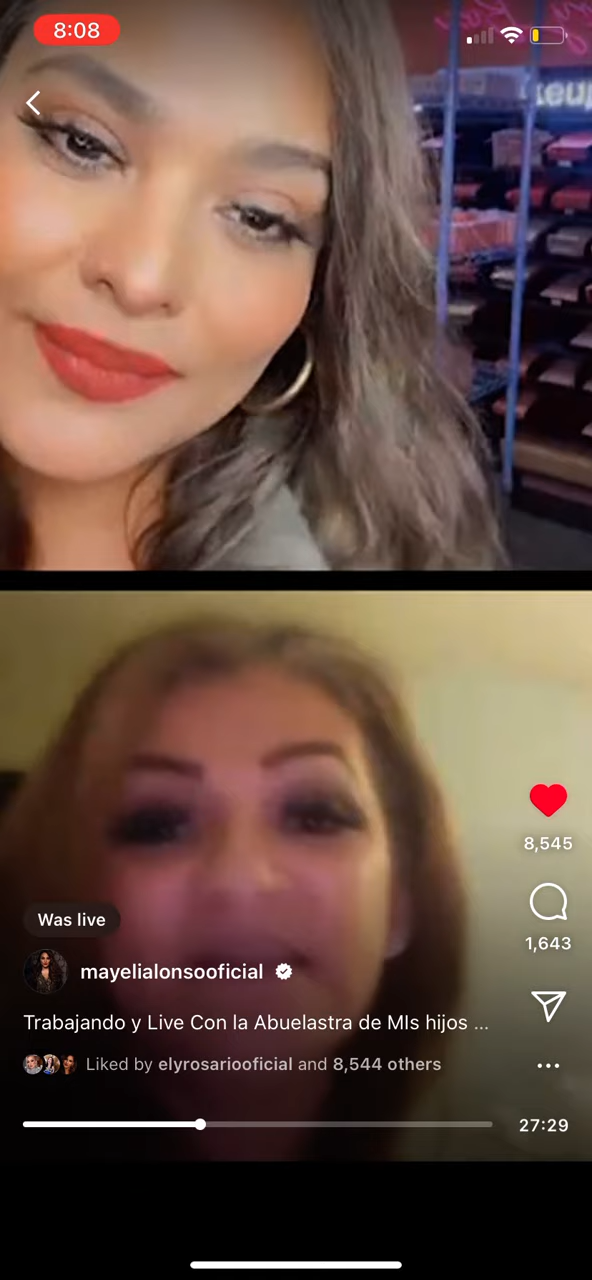 8:08
Was live
mayelialonsooficial
Trabajando y Live Con la Abuelastra de MIs hijos ...
Liked by elyrosariooficial and 8,544 others
8,545
1,643
27:29